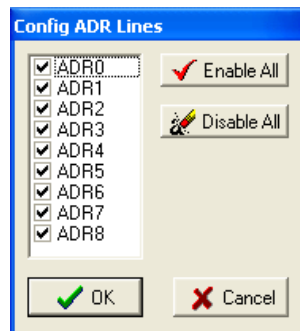 Config ADR Lines
ADR0
ADR1
ADR2
ADR3
ADR4
ADR5
ADR6
ADR7
ADR8
Enable All
Disable All
OK
Cancel